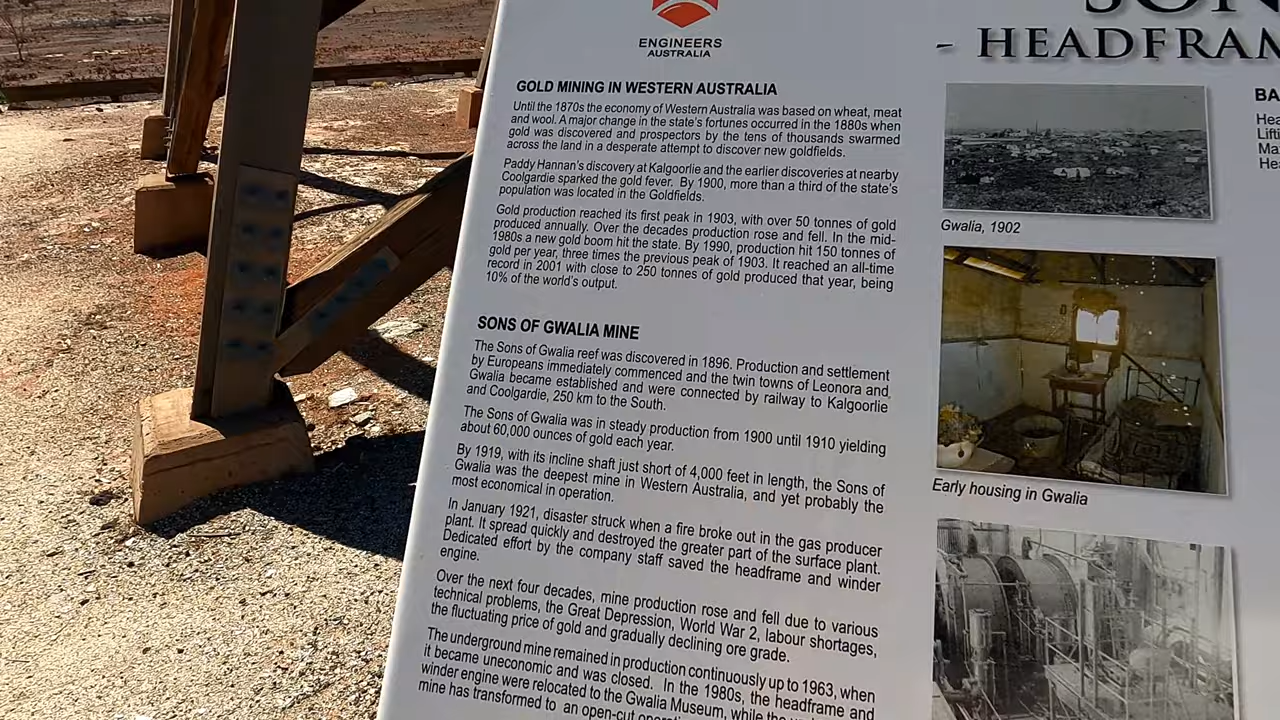 ENGINEERS
AUSTRALIA
- HEADFRAM
GOLD MINING IN WESTERN AUSTRALIA
Until the 1870s the economy of Western Australia was based on wheat, meat
and wool. A major change in the state's fortunes occurred in the 1880s when
gold was discovered and prospectors by the tens of thousands swarmed
across the land in a desperate attempt to discover new goldfields.
Paddy Hannan's discovery at Kalgoorlie and the earlier discoveries at nearby
Coolgardie sparked the gold fever. By 1900, more than a third of the state's
population was located in the Goldfields.
Gold production reached its first peak in 1903, with over 50 tonnes of gold
produced annually. Over the decades production rose and fell. In the mid-
1980s a new gold boom hit the state. By 1990, production hit 150 tonnes of
gold per year, three times the previous peak of 1903. It reached an all-time
record in 2001 with close to 250 tonnes of gold produced that year, being
10% of the world's output.
SONS OF GWALIA MINE
The Sons of Gwalia reef was discovered in 1896. Production and settlement
by Europeans immediately commenced and the twin towns of Leonora and
Gwalia became established and were connected by railway to Kalgoorlie
and Coolgardie, 250 km to the South.
The Sons of Gwalia was in steady production from 1900 until 1910 yielding
about 60,000 ounces of gold each year.
By 1919, with its incline shaft just short of 4,000 feet in length, the Sons of
Gwalia was the deepest mine in Western Australia, and yet probably the
most economical in operation.
In January 1921, disaster struck when a fire broke out in the gas producer
plant. It spread quickly and destroyed the greater part of the surface plant.
Dedicated effort by the company staff saved the headframe and winder
engine.
Over the next four decades, mine production rose and fell due to various
technical problems, the Great Depression, World War 2, labour shortages,
the fluctuating price of gold and gradually declining ore grade.
The underground mine remained in production continuously up to 1963, when
it became uneconomic and was closed. In the 1980s, the headframe and
winder engine were relocated to the Gwalia Museum, while the
mine has transformed to an open-cut
Gwalia, 1902
Early housing in Gwalia
BA
Hea
Lift
Ma
He